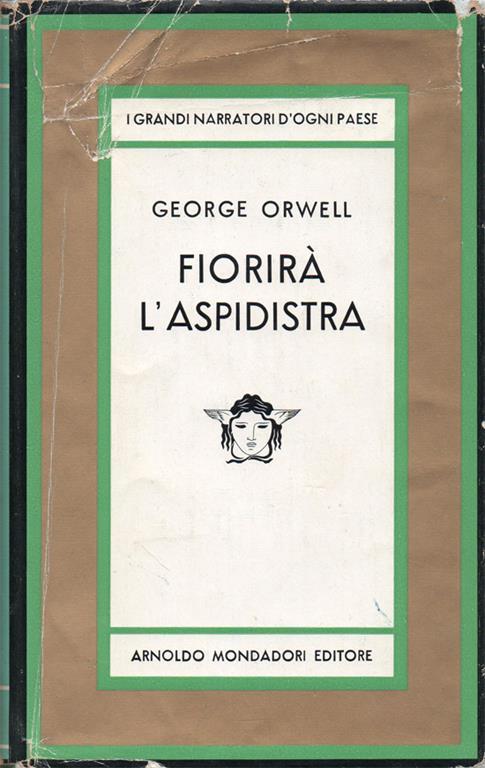 I GRANDI NARRATORI D'OGNI PAESE
GEORGE ORWELL
FIORIRÀ
L'ASPIDISTRA
ARNOLDO MONDADORI EDITORE